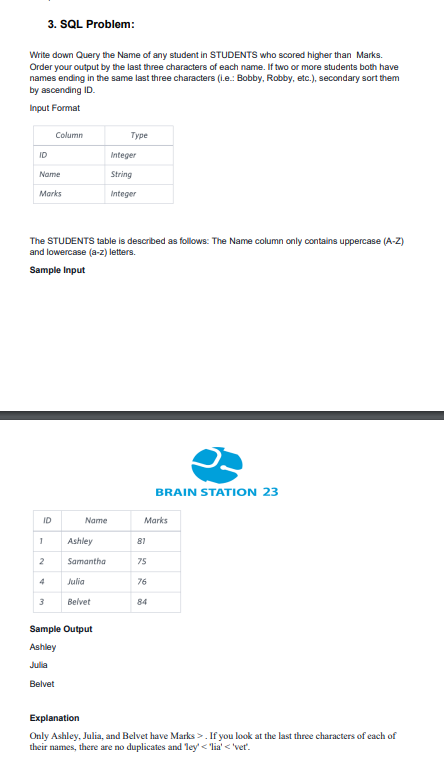 3. SQL Problem:
Write down Query the Name of any student in STUDENTS who scored higher than Marks.
Order your output by the last three characters of each name. If two or more students both have
names ending in the same last three characters (i.e.: Bobby, Robby, etc.), secondary sort them
by ascending ID.
Input Format
Column Type
ID Integer
Name String
Marks Integer
The STUDENTS table is described as follows: The Name column only contains uppercase (A-Z)
and lowercase (a-z) letters.
Sample Input
BRAIN STATION 23
ID Name Marks
1 Ashley 81
2 Samantha 75
4 Julia 76
3 Belvet 84
Sample Output
Ashley
Julia
Belvet
Explanation
Only Ashley, Julia, and Belvet have Marks > . If you look at the last three characters of each of
their names, there are no duplicates and 'ley' < 'lia' < 'vet'.